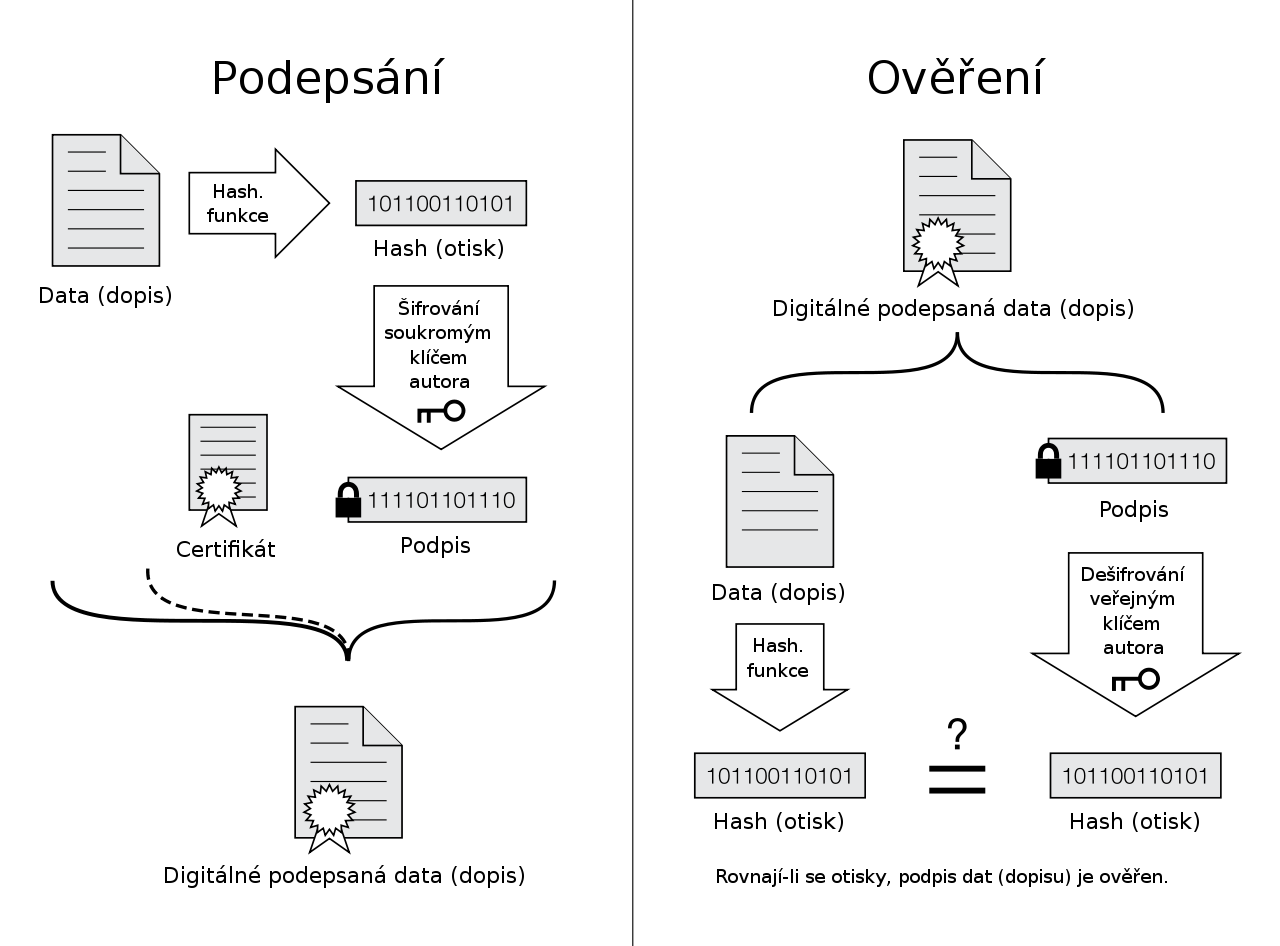 Podepsání
Hash.
funkce
101100110101
Hash (otisk)
Data (dopis)
Šifrování
soukromým
klíčem
autora
Certifikát
111101101110
Podpis
Digitálné podepsaná data (dopis)
Ověření
Digitálné podepsaná data (dopis)
Data (dopis)
111101101110
Podpis
Hash.
funkce
Dešifrování
veřejným
klíčem
autora
101100110101
Hash (otisk)
?
=
101100110101
Hash (otisk)
Rovnají-li se otisky, podpis dat (dopisu) je ověřen.